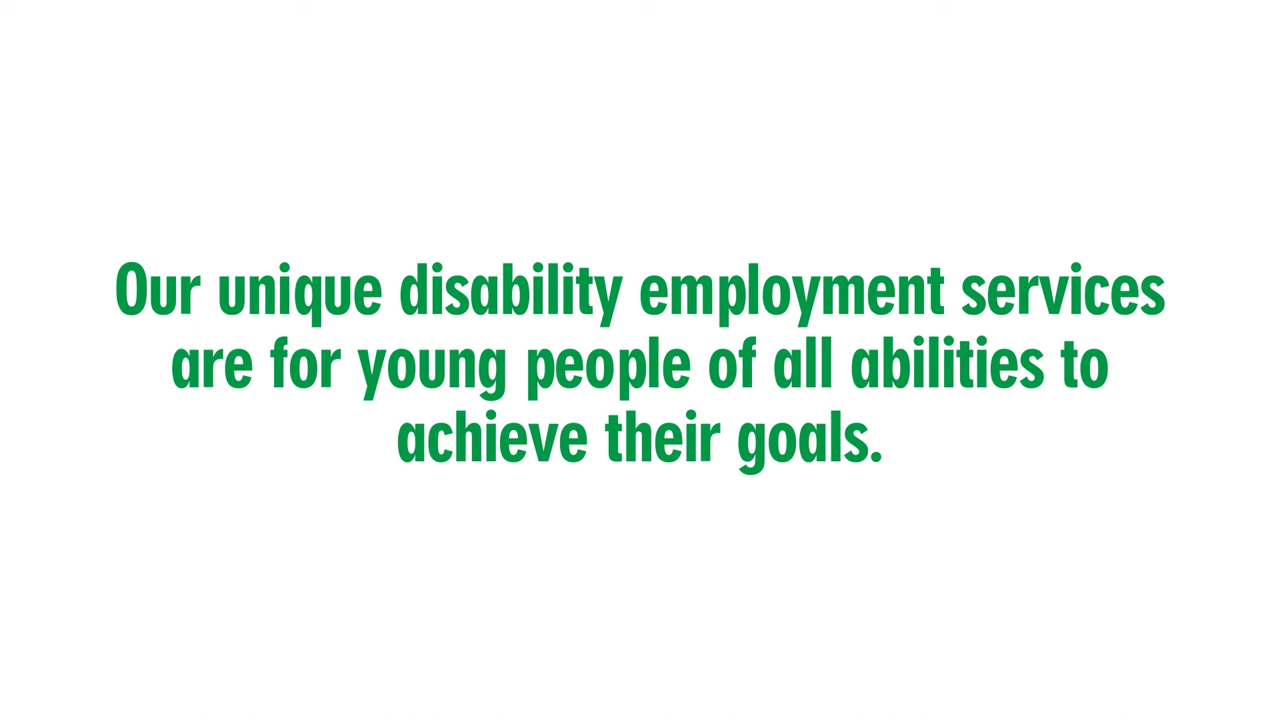 Our unique disability employment services
are for young people of all abilities to
achieve their goals.